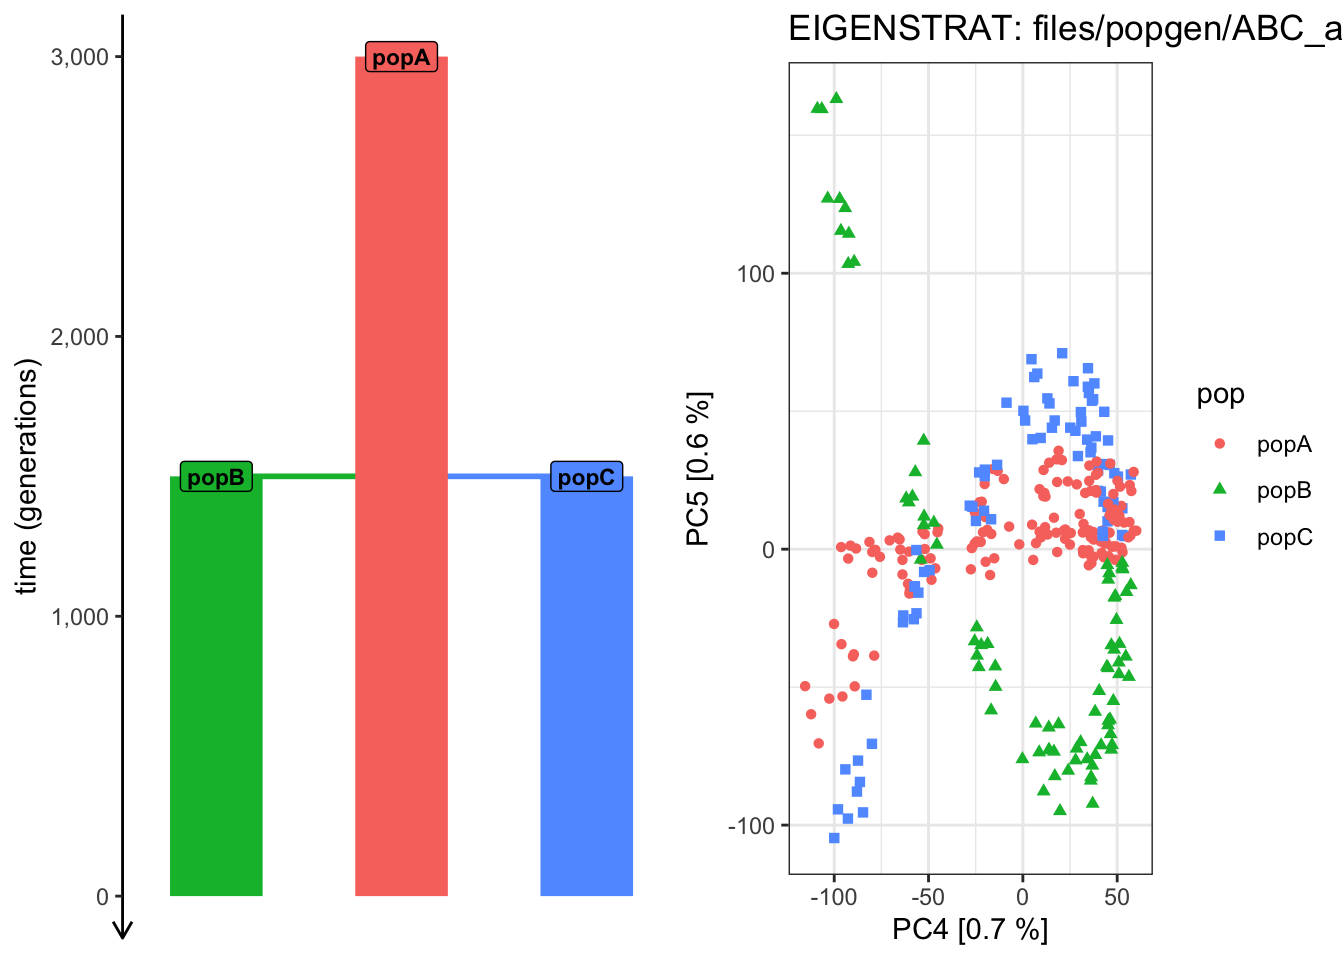 time (generations)
3,000
2,000
1,000
0
popA
popB
popC
EIGENSTRAT: files/popgen/ABC_a
PC5 [0.6 %]
100
0
-100
-100
-50
0
50
PC4 [0.7 %]
pop
popA
popB
popC